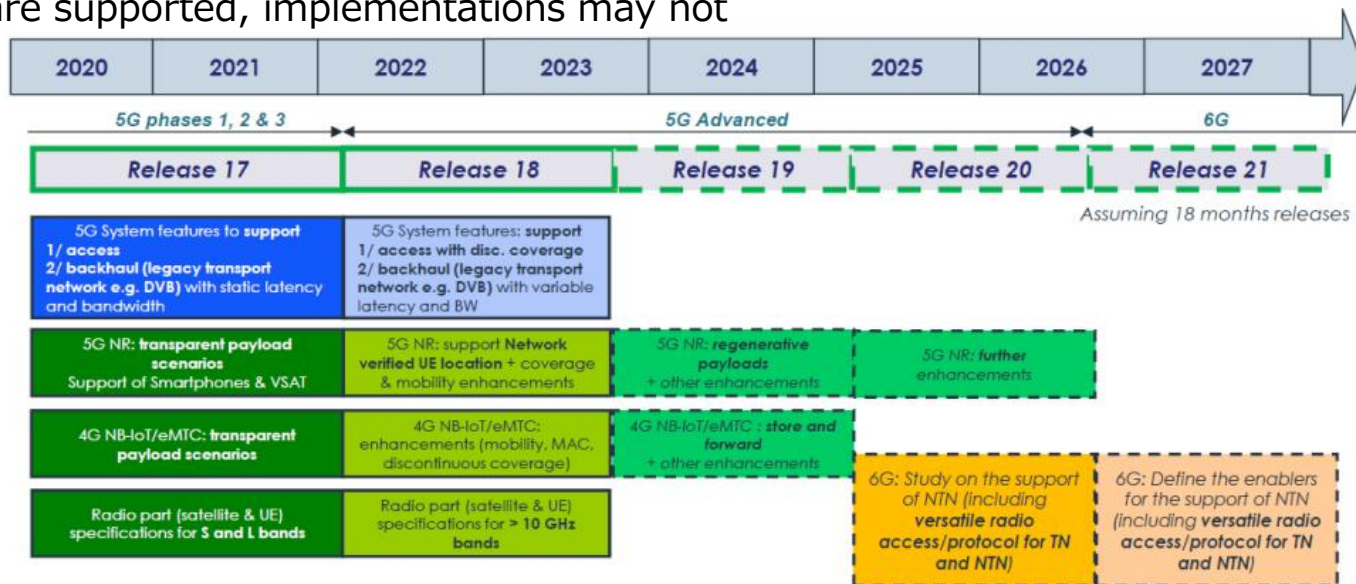 are supported, implementations may not
2020 2021 2022 2023 2024 2025 2026 2027
5G phases 1, 2 & 3 5G Advanced 6G
Release 17 Release 18 Release 19 Release 20 Release 21
Assuming 18 months releases
5G System features to support
1/ access
2/ backhaul (legacy transport
network e.g. DVB) with static latency
and bandwidth
5G System features: support
1/ access with disc. coverage
2/ backhaul (legacy transport
network e.g. DVB) with variable
latency and BW
5G NR: transparent payload
scenarios
Support of Smartphones & VSAT
5G NR: support Network
verified UE location + coverage
& mobility enhancements
5G NR: regenerative
payloads
+ other enhancements
5G NR: further
enhancements
4G NB-IoT/eMTC: transparent
payload scenarios
4G NB-IoT/eMTC:
enhancements (mobility, MAC,
discontinuous coverage)
4G NB-IoT/eMTC : store and
forward
+ other enhancements
6G: Study on the support
of NTN (including
versatile radio
access/protocol for TN
and NTN)
6G: Define the enablers
for the support of NTN
(including versatile radio
access/protocol for TN
and NTN)
Radio part (satellite & UE)
specifications for S and L bands
Radio part (satellite & UE)
specifications for > 10 GHz
bands